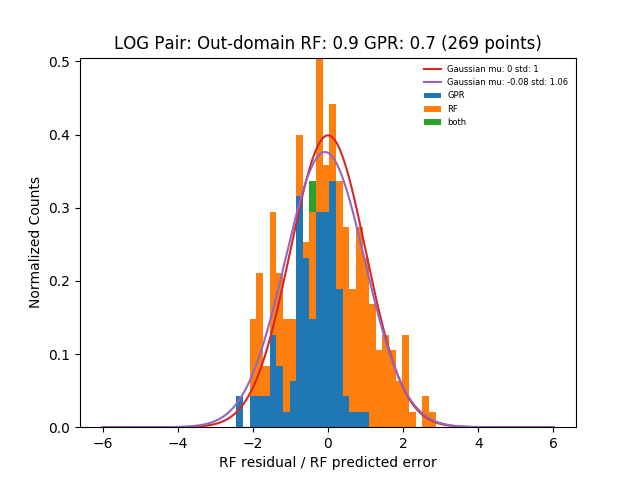 LOG Pair: Out-domain RF: 0.9 GPR: 0.7 (269 points)
Gaussian mu: 0 std: 1
Gaussian mu: -0.08 std: 1.06
GPR
RF
both
Normalized Counts
0.5
0.4
0.3
0.2
0.1
0.0
−6 −4 −2 0 2 4 6
RF residual / RF predicted error